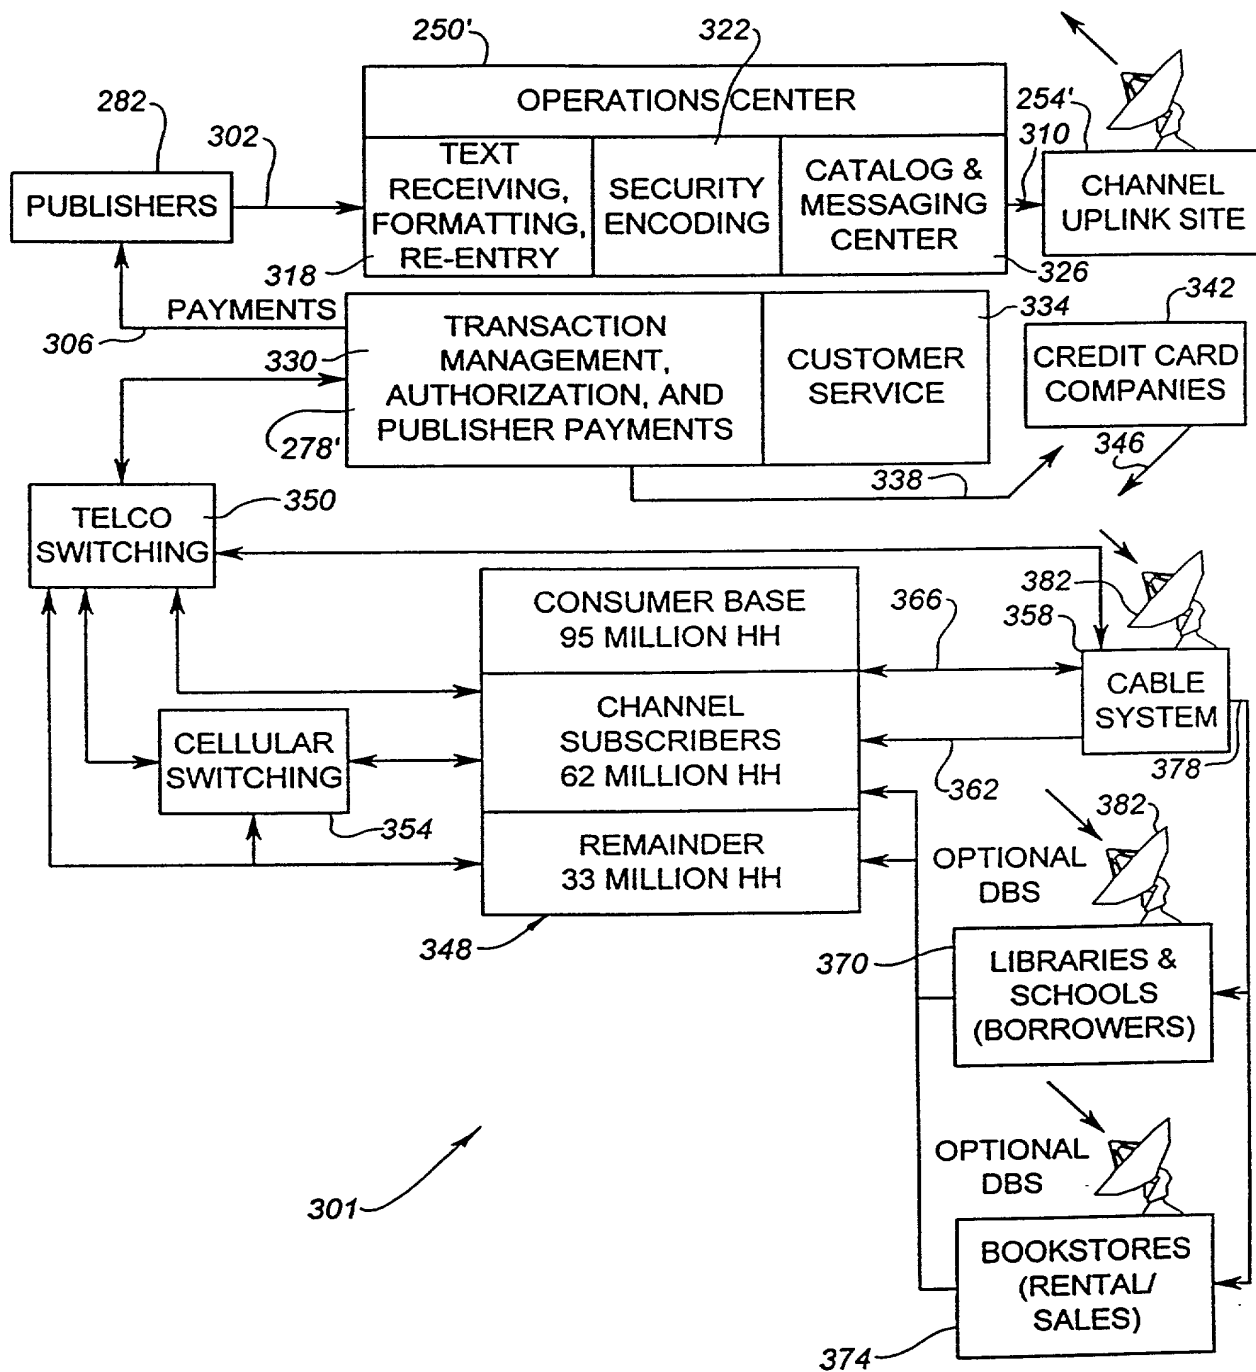 250'
322
282
302
OPERATIONS CENTER
254'
310
PUBLISHERS
TEXT
RECEIVING,
FORMATTING,
RE-ENTRY
SECURITY
ENCODING
CATALOG &
MESSAGING
CENTER
CHANNEL
UPLINK SITE
318
326
PAYMENTS
306
330
278'
TRANSACTION
MANAGEMENT,
AUTHORIZATION, AND
PUBLISHER PAYMENTS
334
CUSTOMER
SERVICE
342
CREDIT CARD
COMPANIES
346
338
350
TELCO
SWITCHING
CONSUMER BASE
95 MILLION HH
366
382
358
CABLE
SYSTEM
CHANNEL
SUBSCRIBERS
62 MILLION HH
CELLULAR
SWITCHING
354
362
378
REMAINDER
33 MILLION HH
348
382
OPTIONAL
DBS
370
LIBRARIES &
SCHOOLS
(BORROWERS)
OPTIONAL
DBS
301
BOOKSTORES
(RENTAL/
SALES)
374